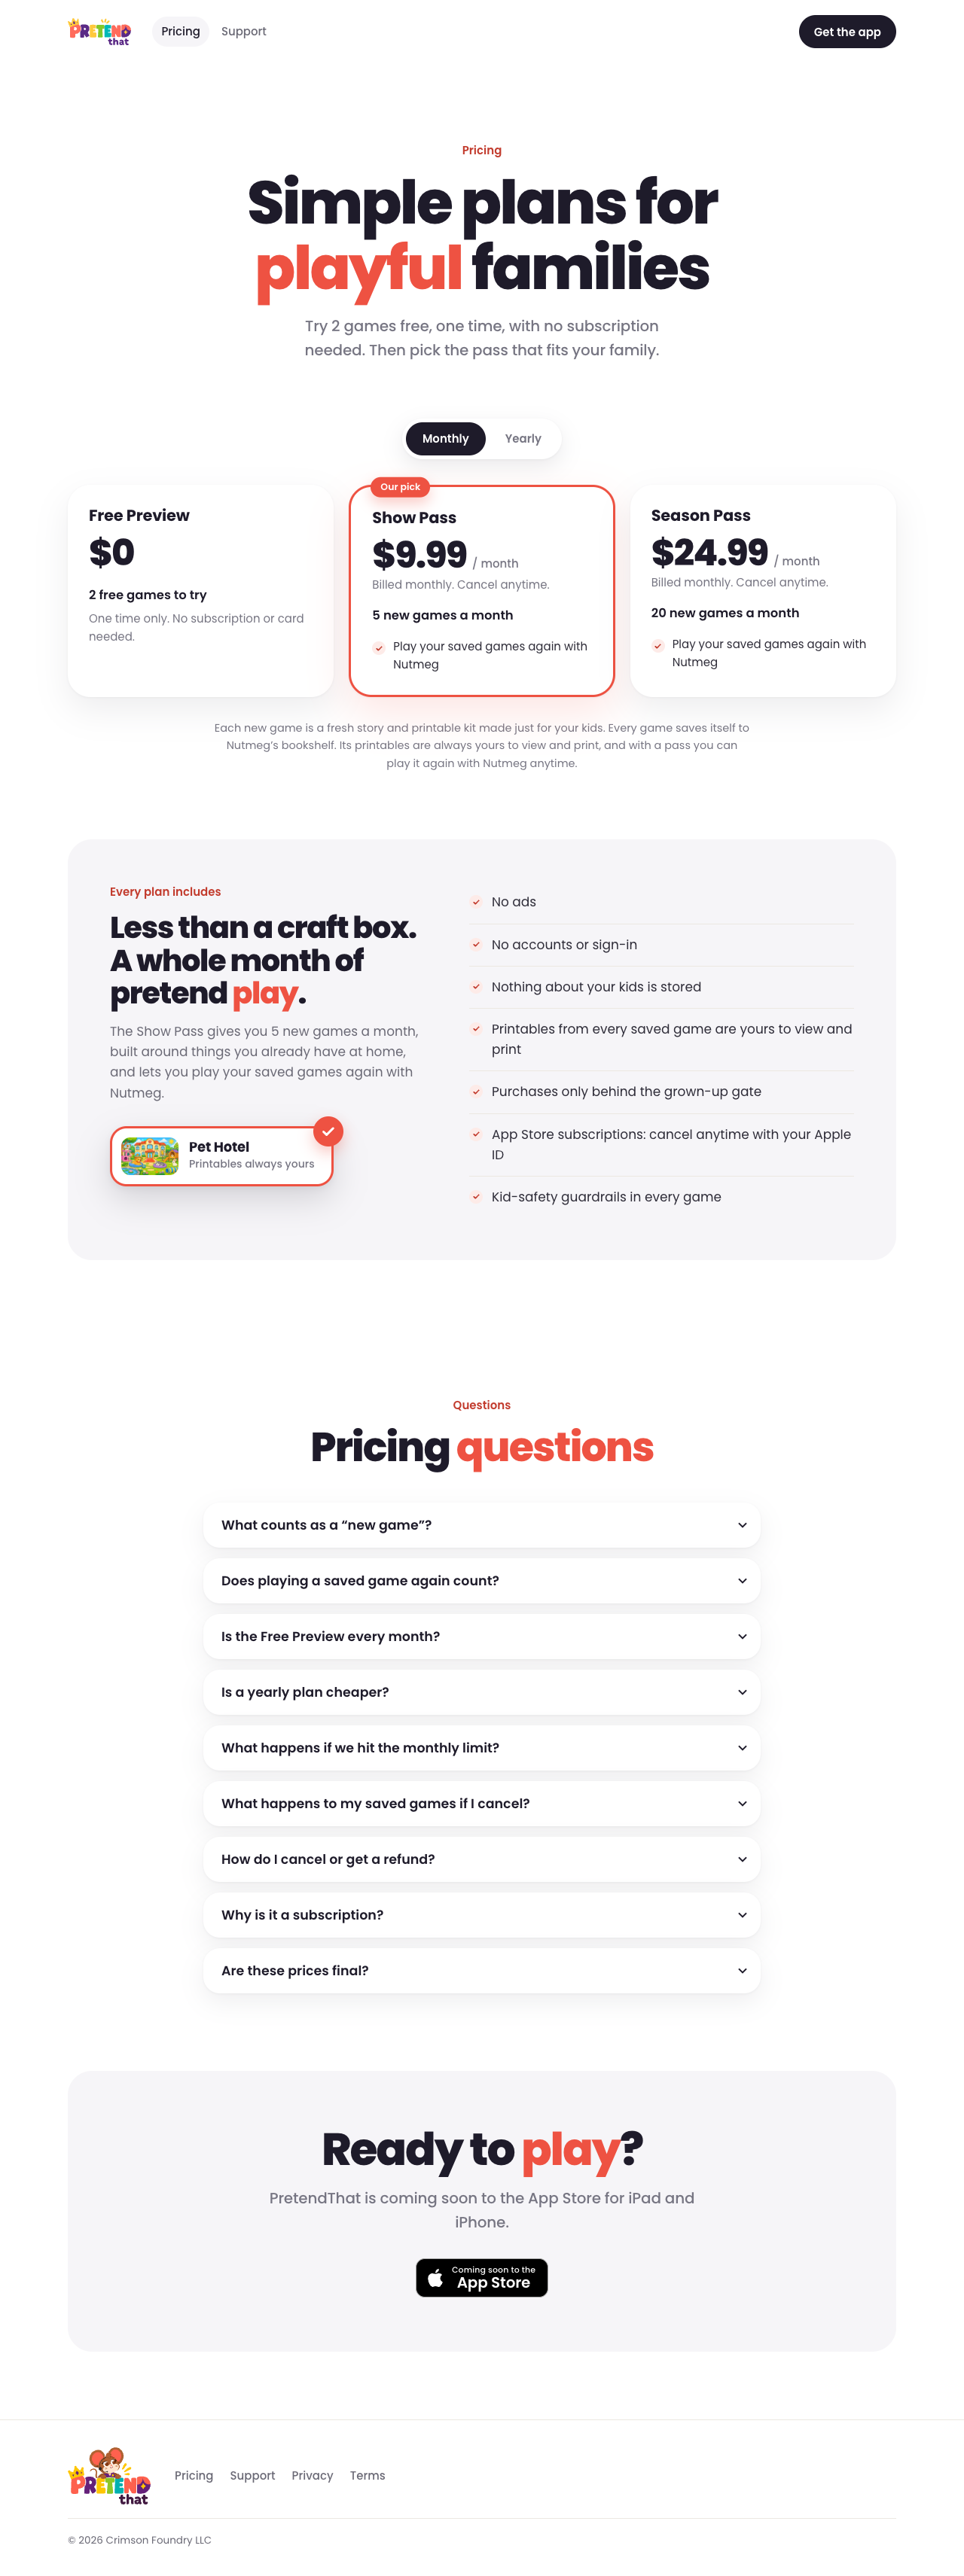 PRETEND
that
Pricing
Support
Get the app
Pricing
Simple plans for
playful families
Try 2 games free, one time, with no subscription
needed. Then pick the pass that fits your family.
Monthly
Yearly
Free Preview
$0
2 free games to try
One time only. No subscription or card
needed.
Our pick
Show Pass
$9.99 / month
Billed monthly. Cancel anytime.
5 new games a month
Play your saved games again with
Nutmeg
Season Pass
$24.99 / month
Billed monthly. Cancel anytime.
20 new games a month
Play your saved games again with
Nutmeg
Each new game is a fresh story and printable kit made just for your kids. Every game saves itself to
Nutmeg’s bookshelf. Its printables are always yours to view and print, and with a pass you can
play it again with Nutmeg anytime.
Every plan includes
Less than a craft box.
A whole month of
pretend play.
The Show Pass gives you 5 new games a month,
built around things you already have at home,
and lets you play your saved games again with
Nutmeg.
Pet Hotel
Printables always yours
No ads
No accounts or sign-in
Nothing about your kids is stored
Printables from every saved game are yours to view and
print
Purchases only behind the grown-up gate
App Store subscriptions: cancel anytime with your Apple
ID
Kid-safety guardrails in every game
Questions
Pricing questions
What counts as a “new game”?
Does playing a saved game again count?
Is the Free Preview every month?
Is a yearly plan cheaper?
What happens if we hit the monthly limit?
What happens to my saved games if I cancel?
How do I cancel or get a refund?
Why is it a subscription?
Are these prices final?
Ready to play?
PretendThat is coming soon to the App Store for iPad and
iPhone.
Coming soon to the
App Store
PRETEND
that
Pricing
Support
Privacy
Terms
© 2026 Crimson Foundry LLC